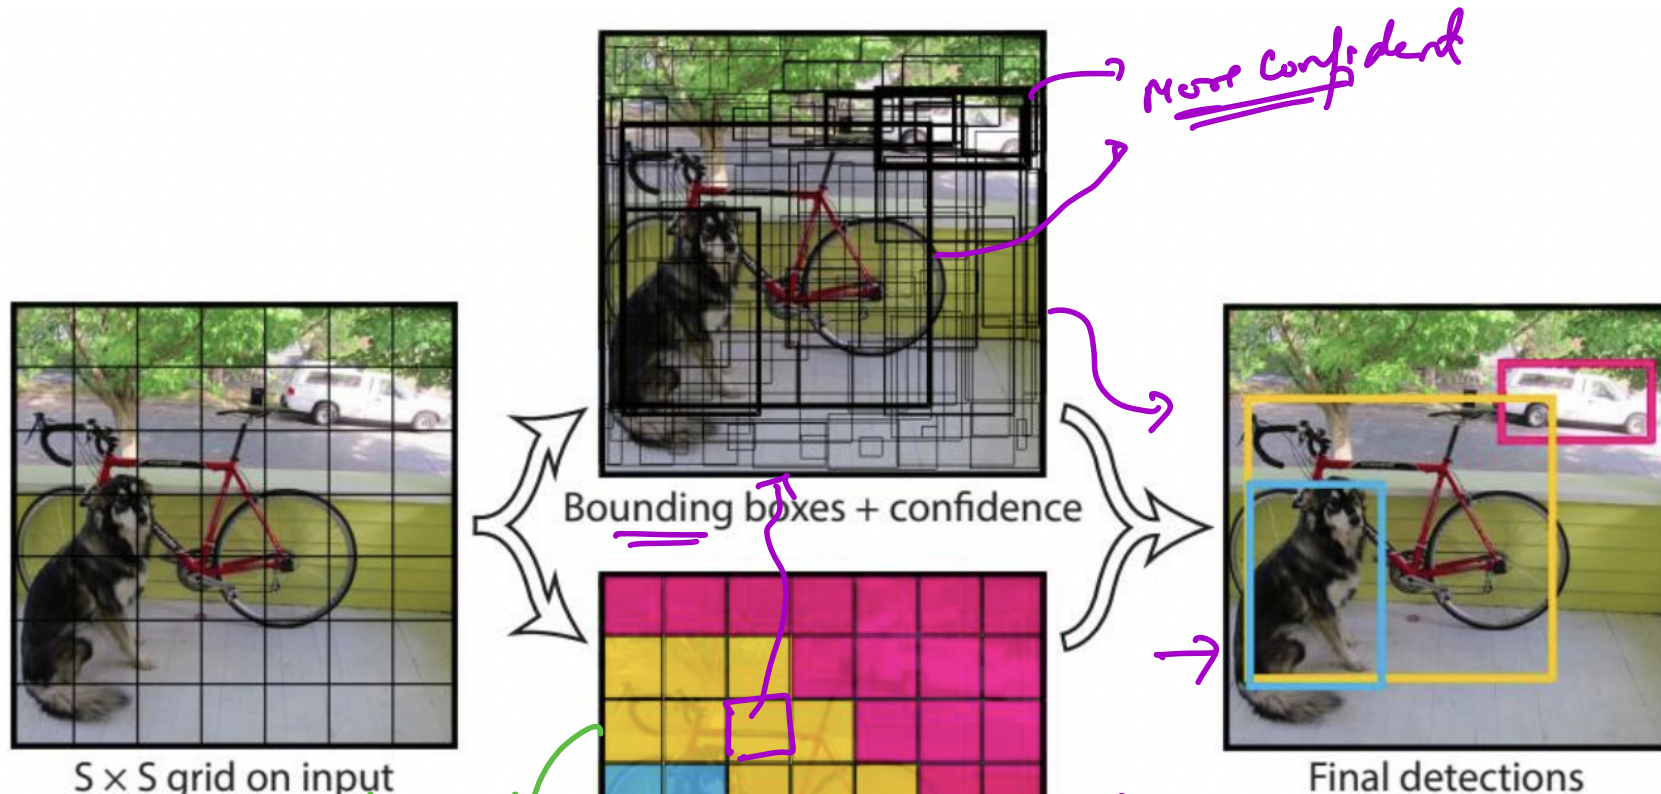 More Confident
Bounding boxes + confidence
S × S grid on input
Final detections